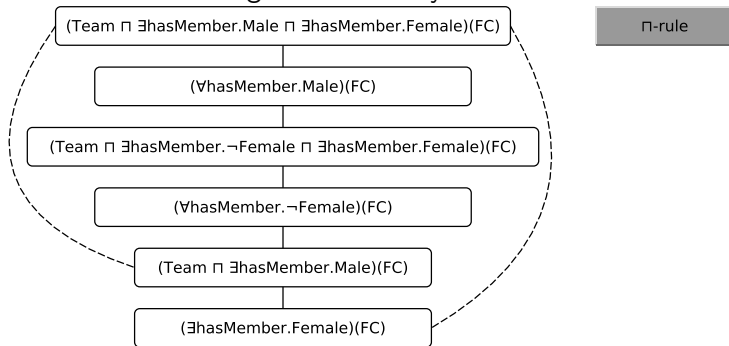 (Team ⊓ ∃hasMember.Male ⊓ ∃hasMember.Female)(FC)
⊓-rule
(∀hasMember.Male)(FC)
(Team ⊓ ∃hasMember.¬Female ⊓ ∃hasMember.Female)(FC)
(∀hasMember.¬Female)(FC)
(Team ⊓ ∃hasMember.Male)(FC)
(∃hasMember.Female)(FC)